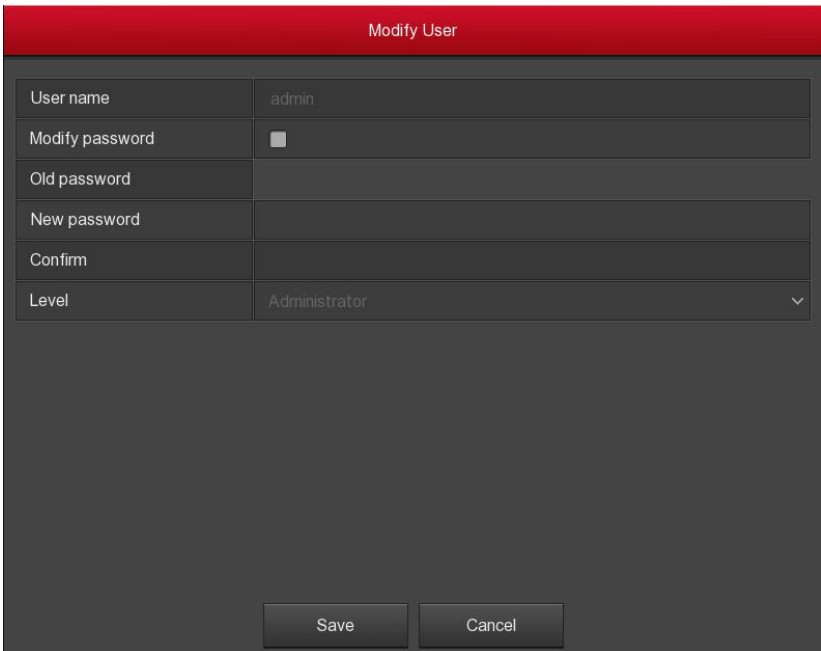 Modify User
User name admin
Modify password
Old password
New password
Confirm
Level Administrator
Save Cancel